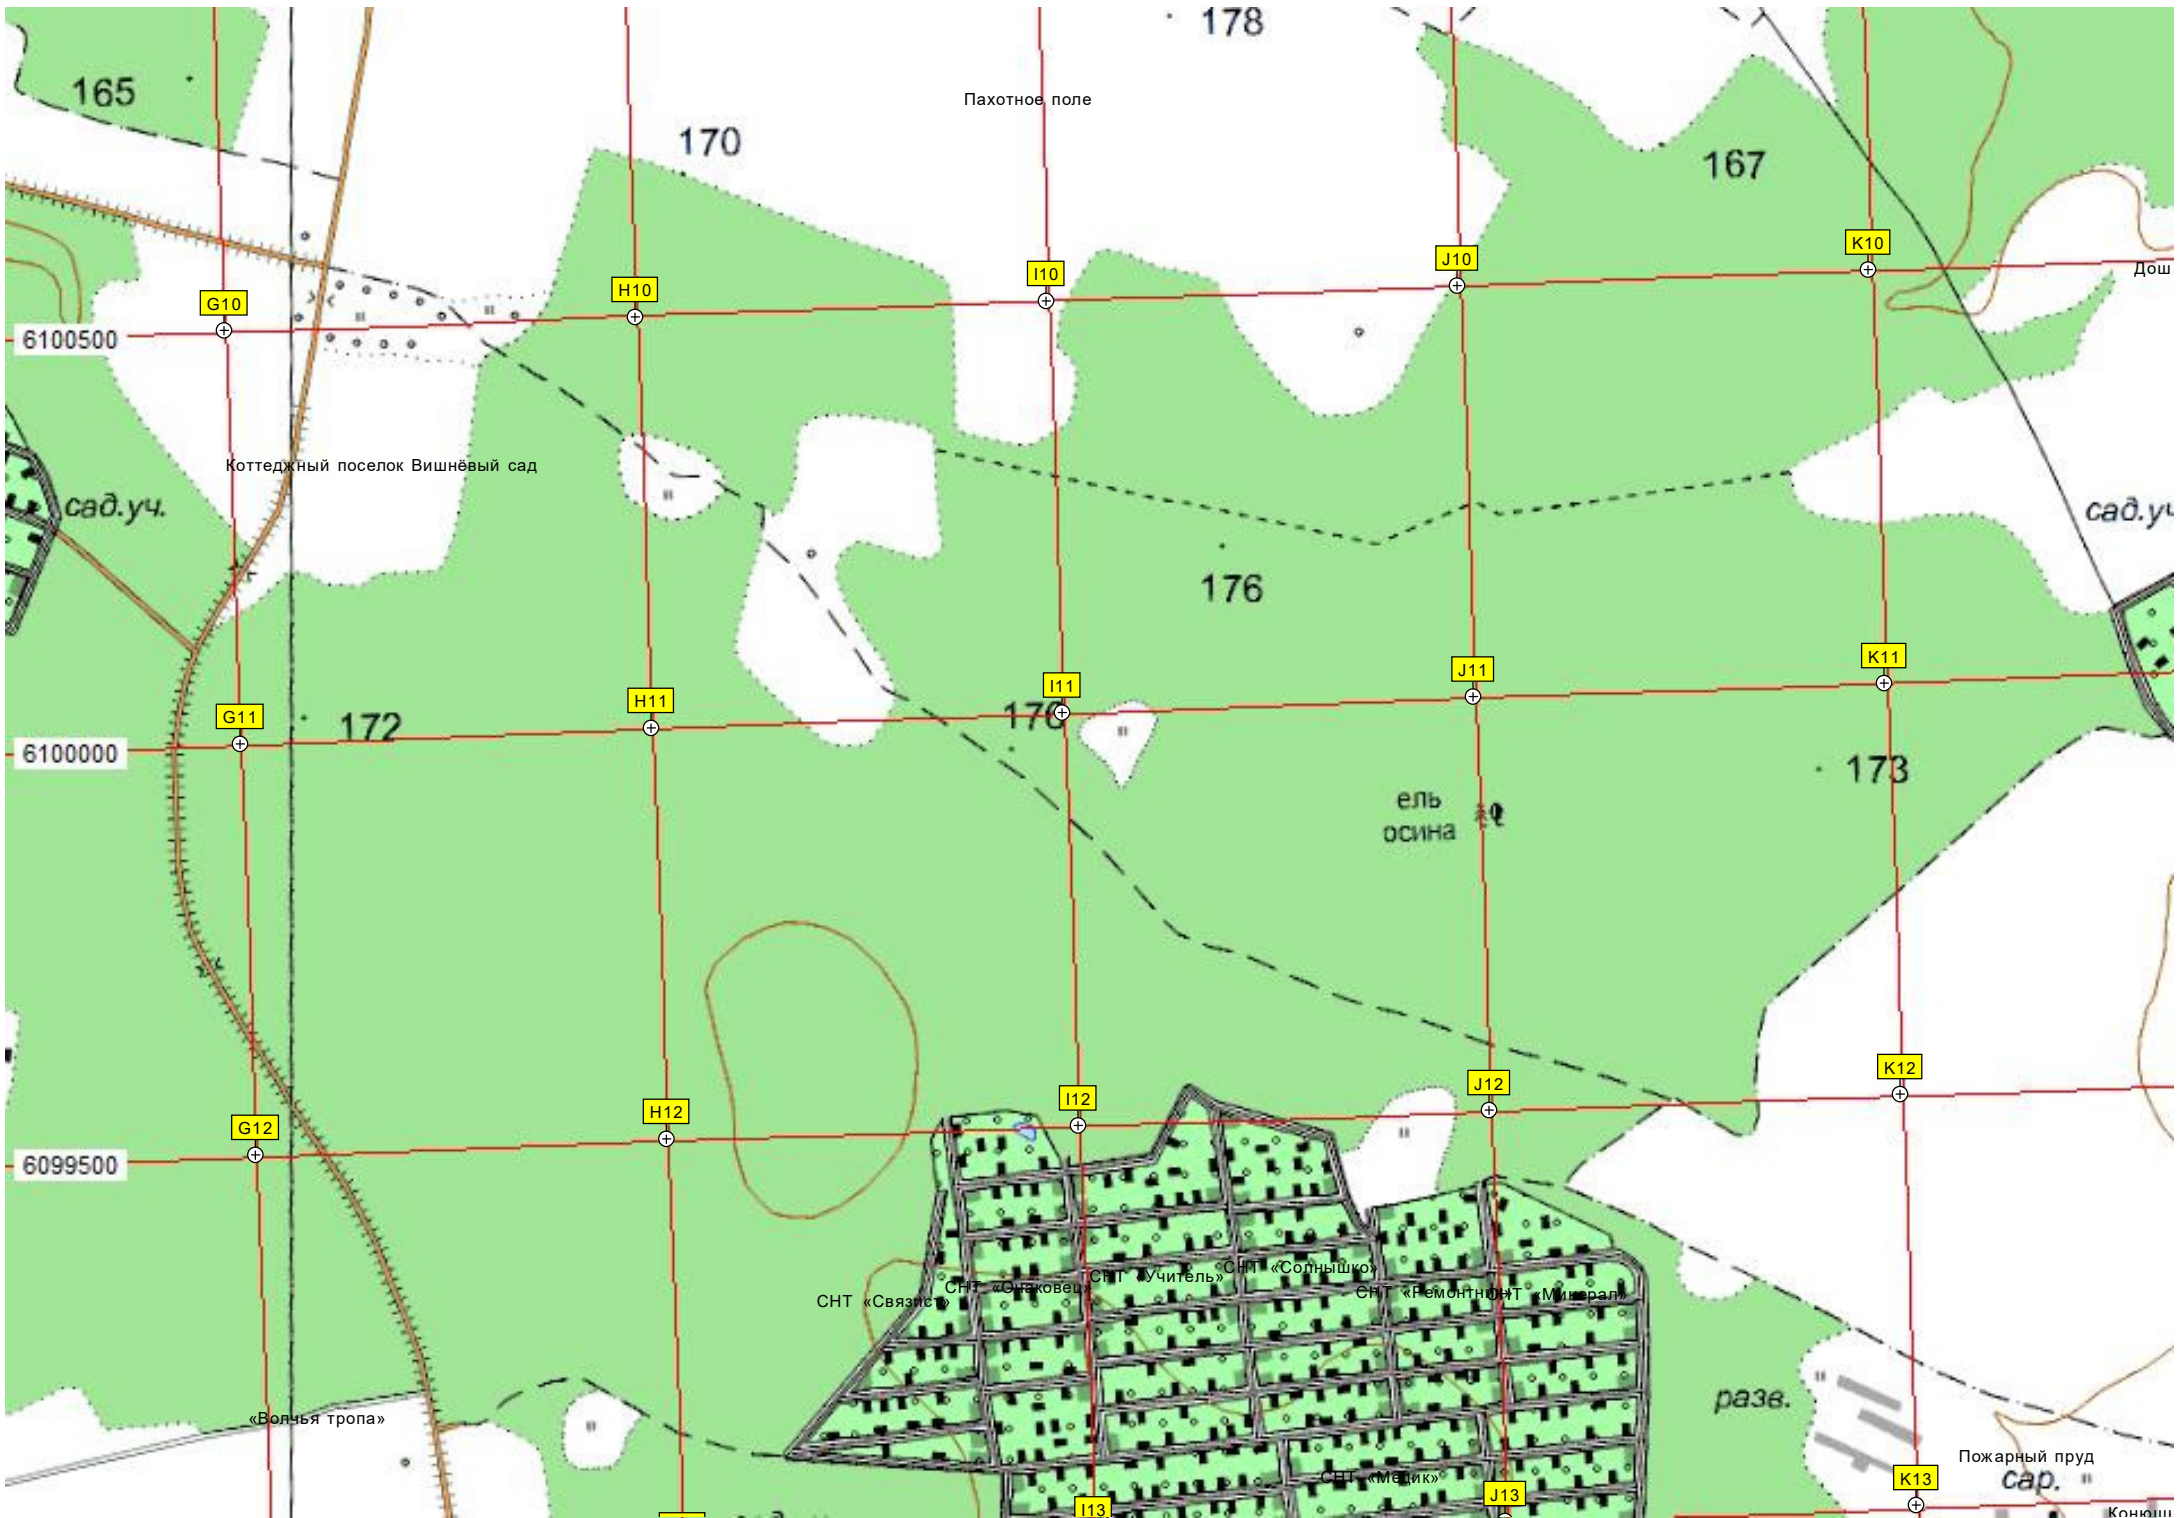 178
165
Пахотное поле
170
167
K10
J10
I10
H10
G10
Дош
6100500
Коттеджный поселок Вишнёвый сад
сад.уч.
сад.уч
176
K11
J11
I11
H11
G11
170
172
173
6100000
ель
осина
K12
J12
I12
H12
G12
6099500
СНТ «Солнышко»
СНТ «Учитель»
СНТ «Связист»
СНТ «Ремонтник»
СНТ «Минерал»
разв.
«Волчья тропа»
Пожарный пруд
СНТ «Медик»
K13
сар.
J13
I13
Конюш